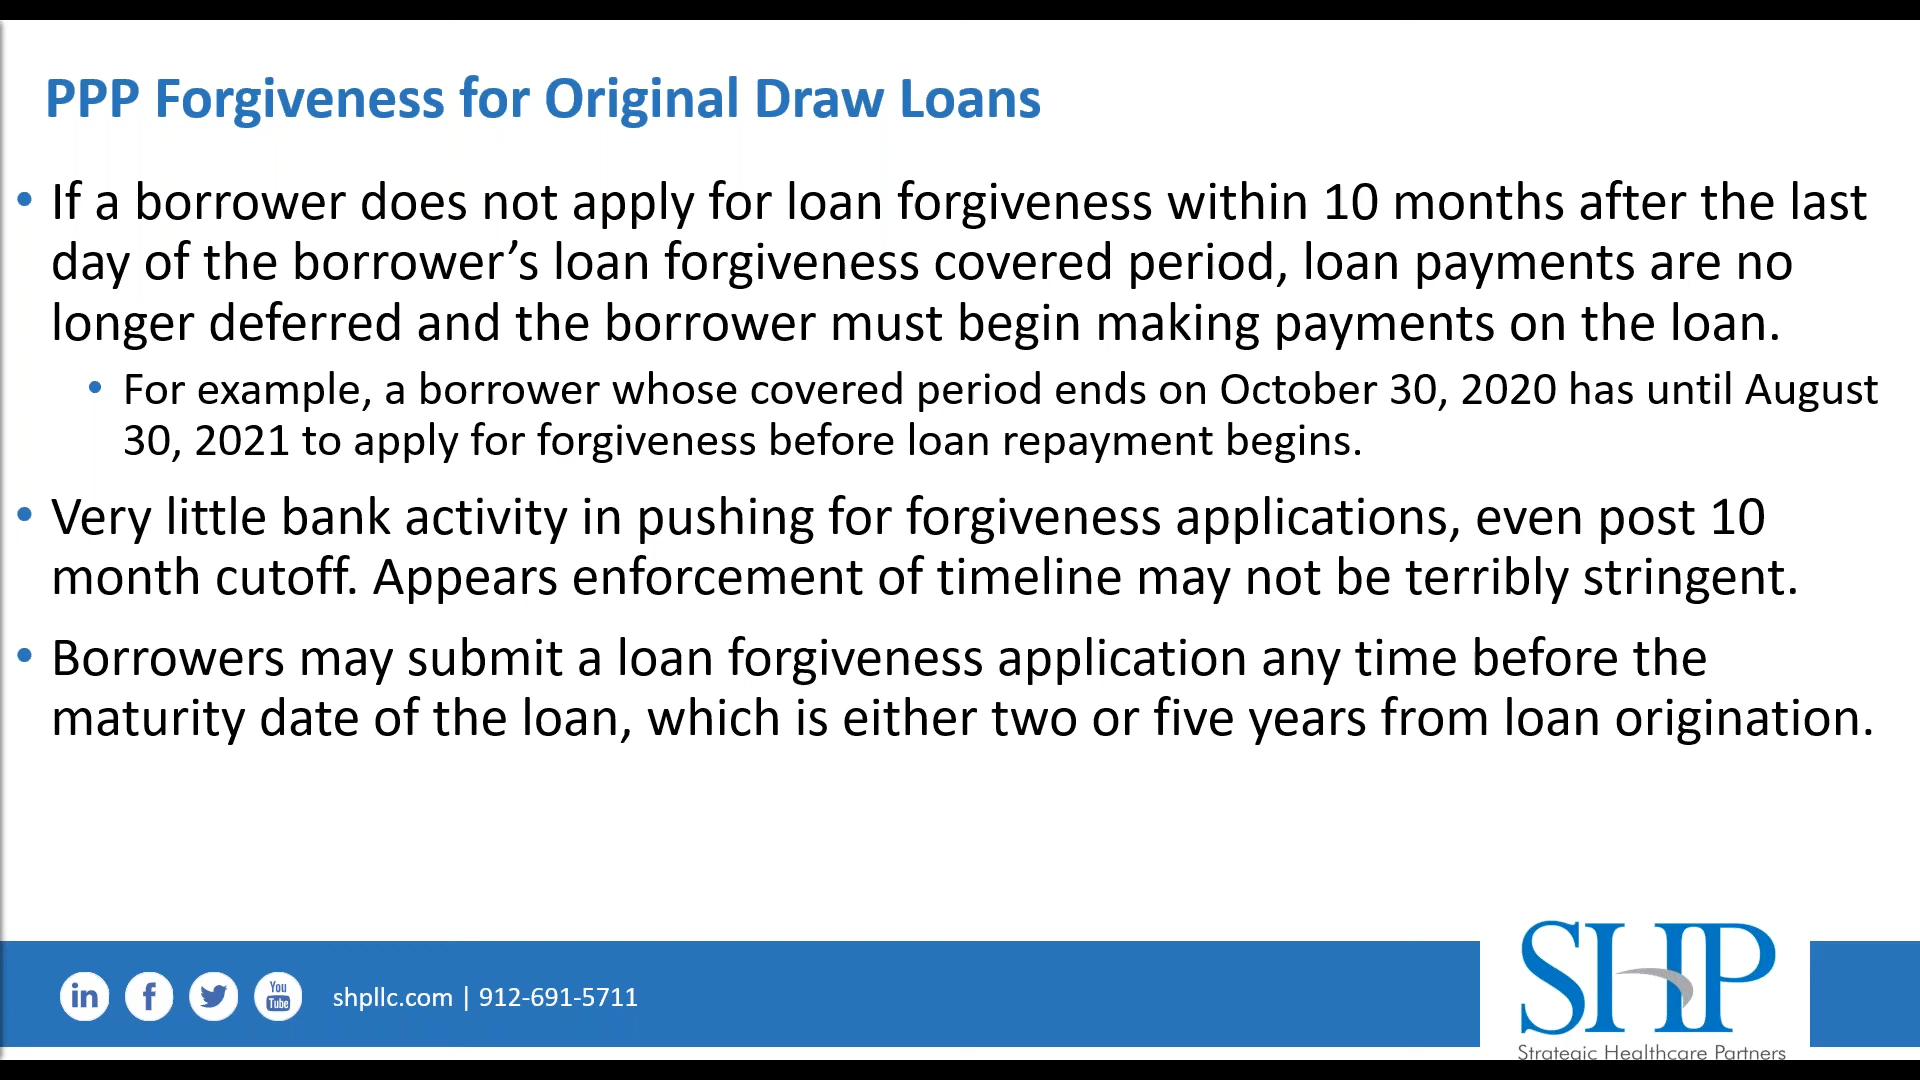 PPP Forgiveness for Original Draw Loans
• If a borrower does not apply for loan forgiveness within 10 months after the last
day of the borrower’s loan forgiveness covered period, loan payments are no
longer deferred and the borrower must begin making payments on the loan.
• For example, a borrower whose covered period ends on October 30, 2020 has until August
30, 2021 to apply for forgiveness before loan repayment begins.
• Very little bank activity in pushing for forgiveness applications, even post 10
month cutoff. Appears enforcement of timeline may not be terribly stringent.
• Borrowers may submit a loan forgiveness application any time before the
maturity date of the loan, which is either two or five years from loan origination.
in f You Tube shpllc.com | 912-691-5711
SHP
Strategic Healthcare Partners